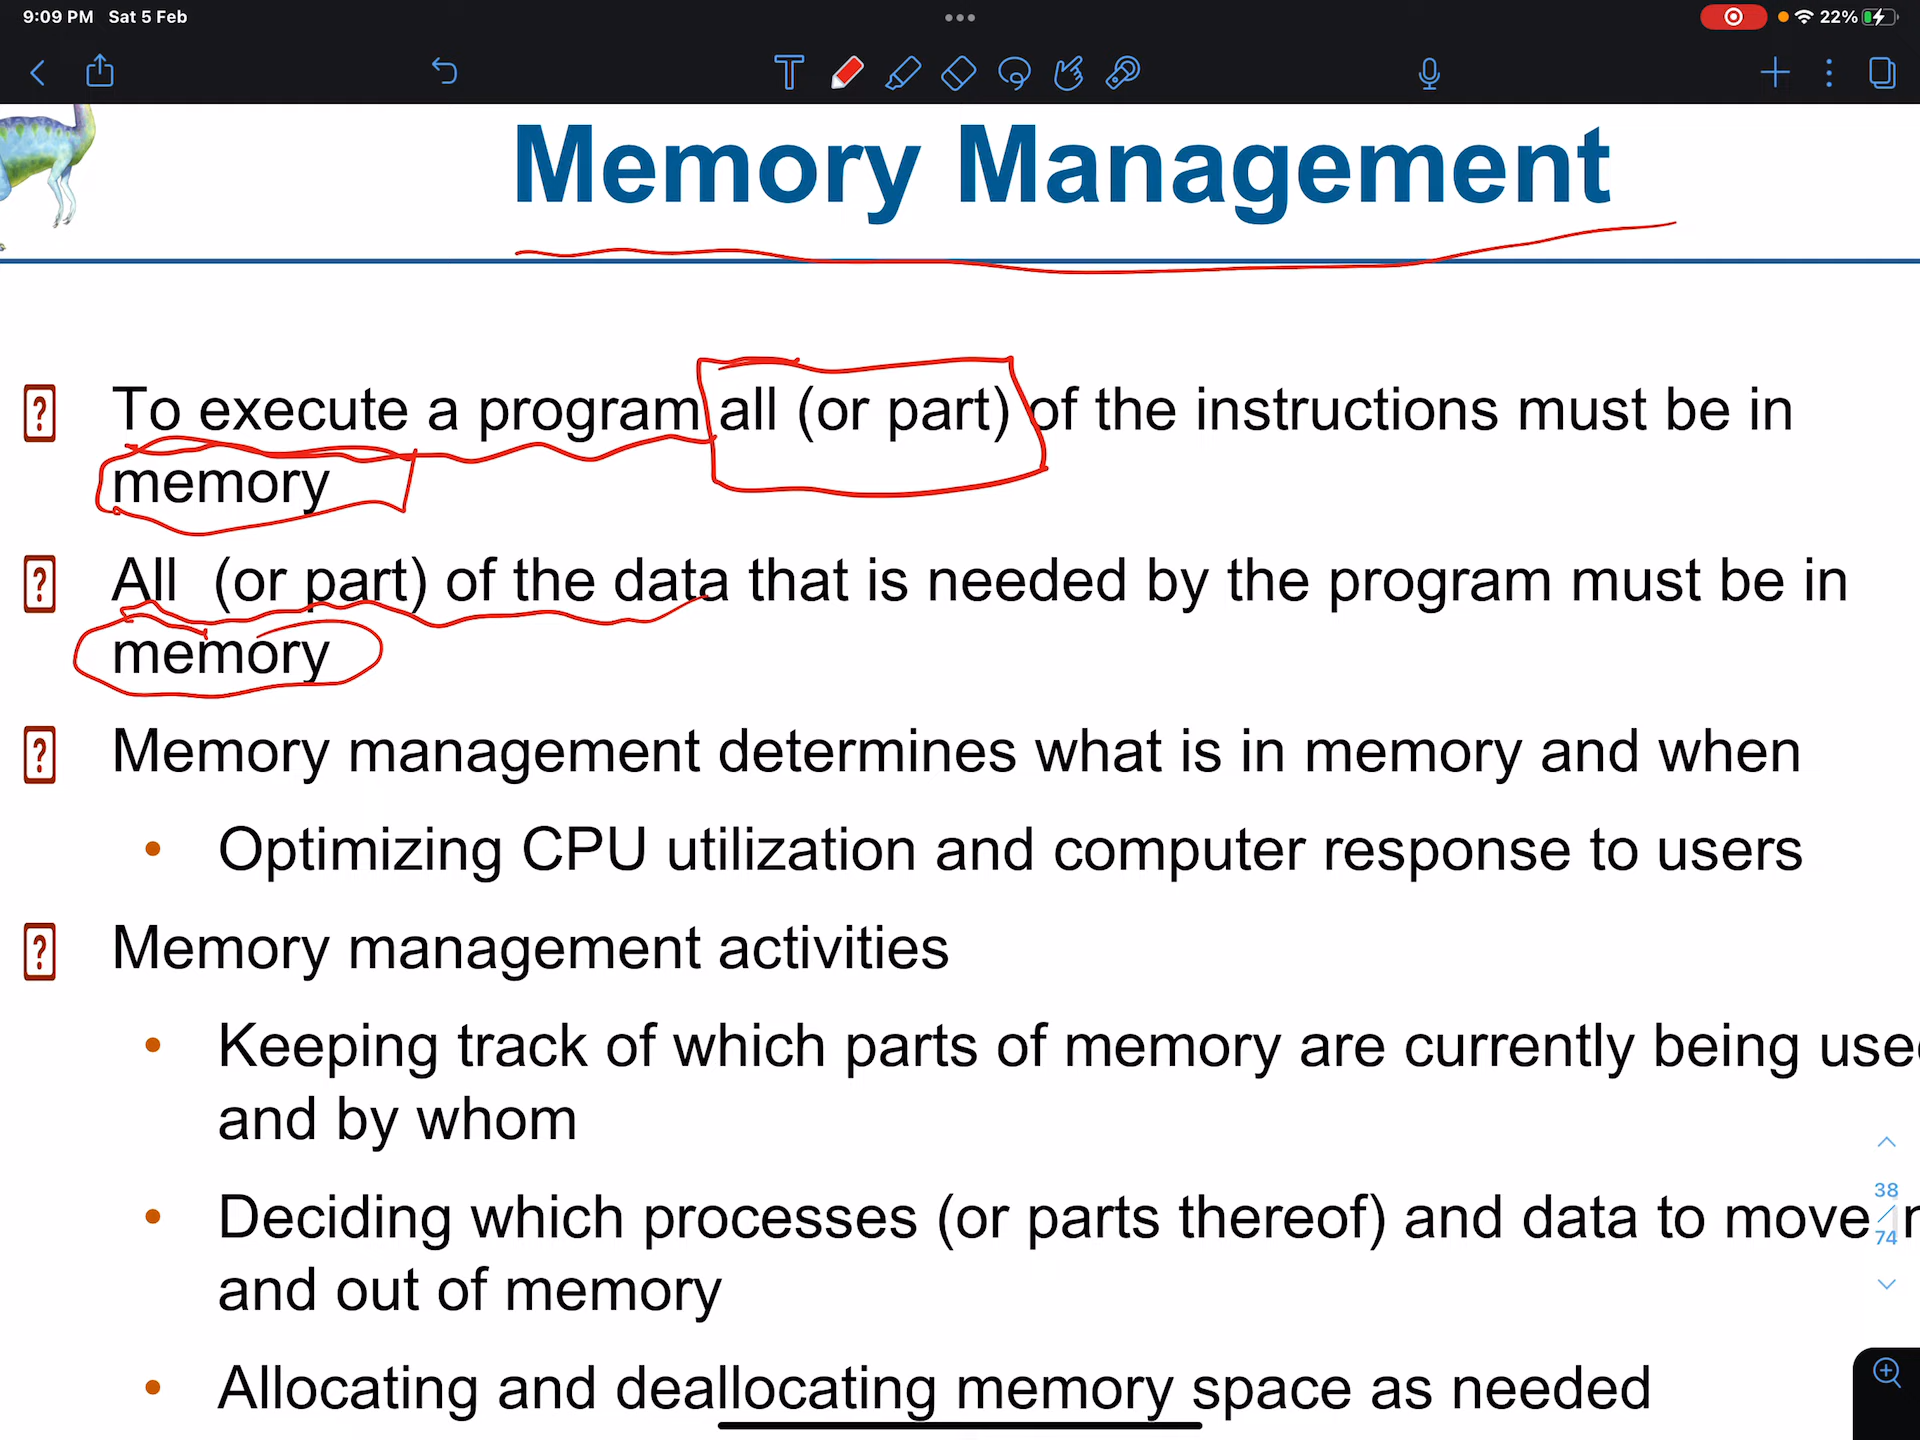 9:09 PM Sat 5 Feb
22%
Memory Management
To execute a program all (or part) of the instructions must be in
memory
All (or part) of the data that is needed by the program must be in
memory
Memory management determines what is in memory and when
• Optimizing CPU utilization and computer response to users
Memory management activities
• Keeping track of which parts of memory are currently being use
and by whom
• Deciding which processes (or parts thereof) and data to move
and out of memory
• Allocating and deallocating memory space as needed
38
74